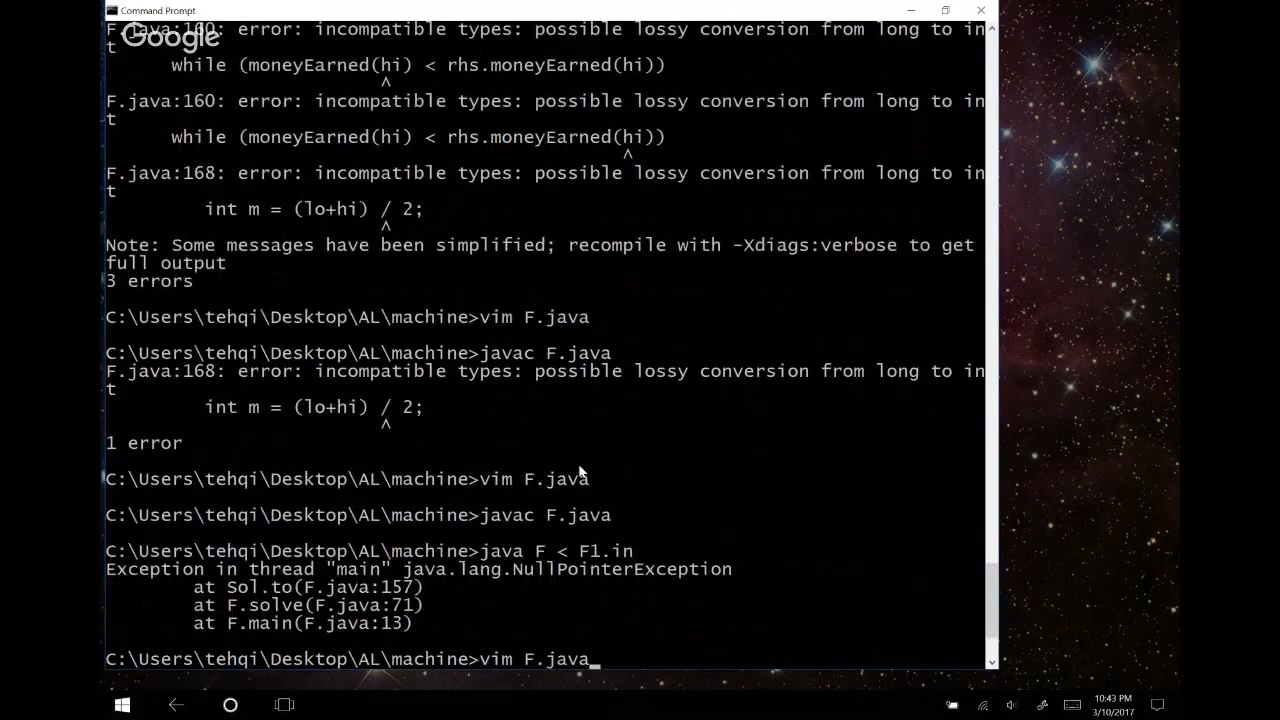 Command Prompt
Google
F.java:160: error: incompatible types: possible lossy conversion from long to in
t
while (moneyEarned(hi) < rhs.moneyEarned(hi))
^
F.java:160: error: incompatible types: possible lossy conversion from long to in
t
while (moneyEarned(hi) < rhs.moneyEarned(hi))
^
F.java:168: error: incompatible types: possible lossy conversion from long to in
t
int m = (lo+hi) / 2;
^
Note: Some messages have been simplified; recompile with -Xdiags:verbose to get
full output
3 errors
C:\Users\tehqi\Desktop\AL\machine>vim F.java
C:\Users\tehqi\Desktop\AL\machine>javac F.java
F.java:168: error: incompatible types: possible lossy conversion from long to in
t
int m = (lo+hi) / 2;
^
1 error
C:\Users\tehqi\Desktop\AL\machine>vim F.java
C:\Users\tehqi\Desktop\AL\machine>javac F.java
C:\Users\tehqi\Desktop\AL\machine>java F < F1.in
Exception in thread "main" java.lang.NullPointerException
at Sol.to(F.java:157)
at F.solve(F.java:71)
at F.main(F.java:13)
C:\Users\tehqi\Desktop\AL\machine>vim F.java_
10:43 PM
3/10/2017